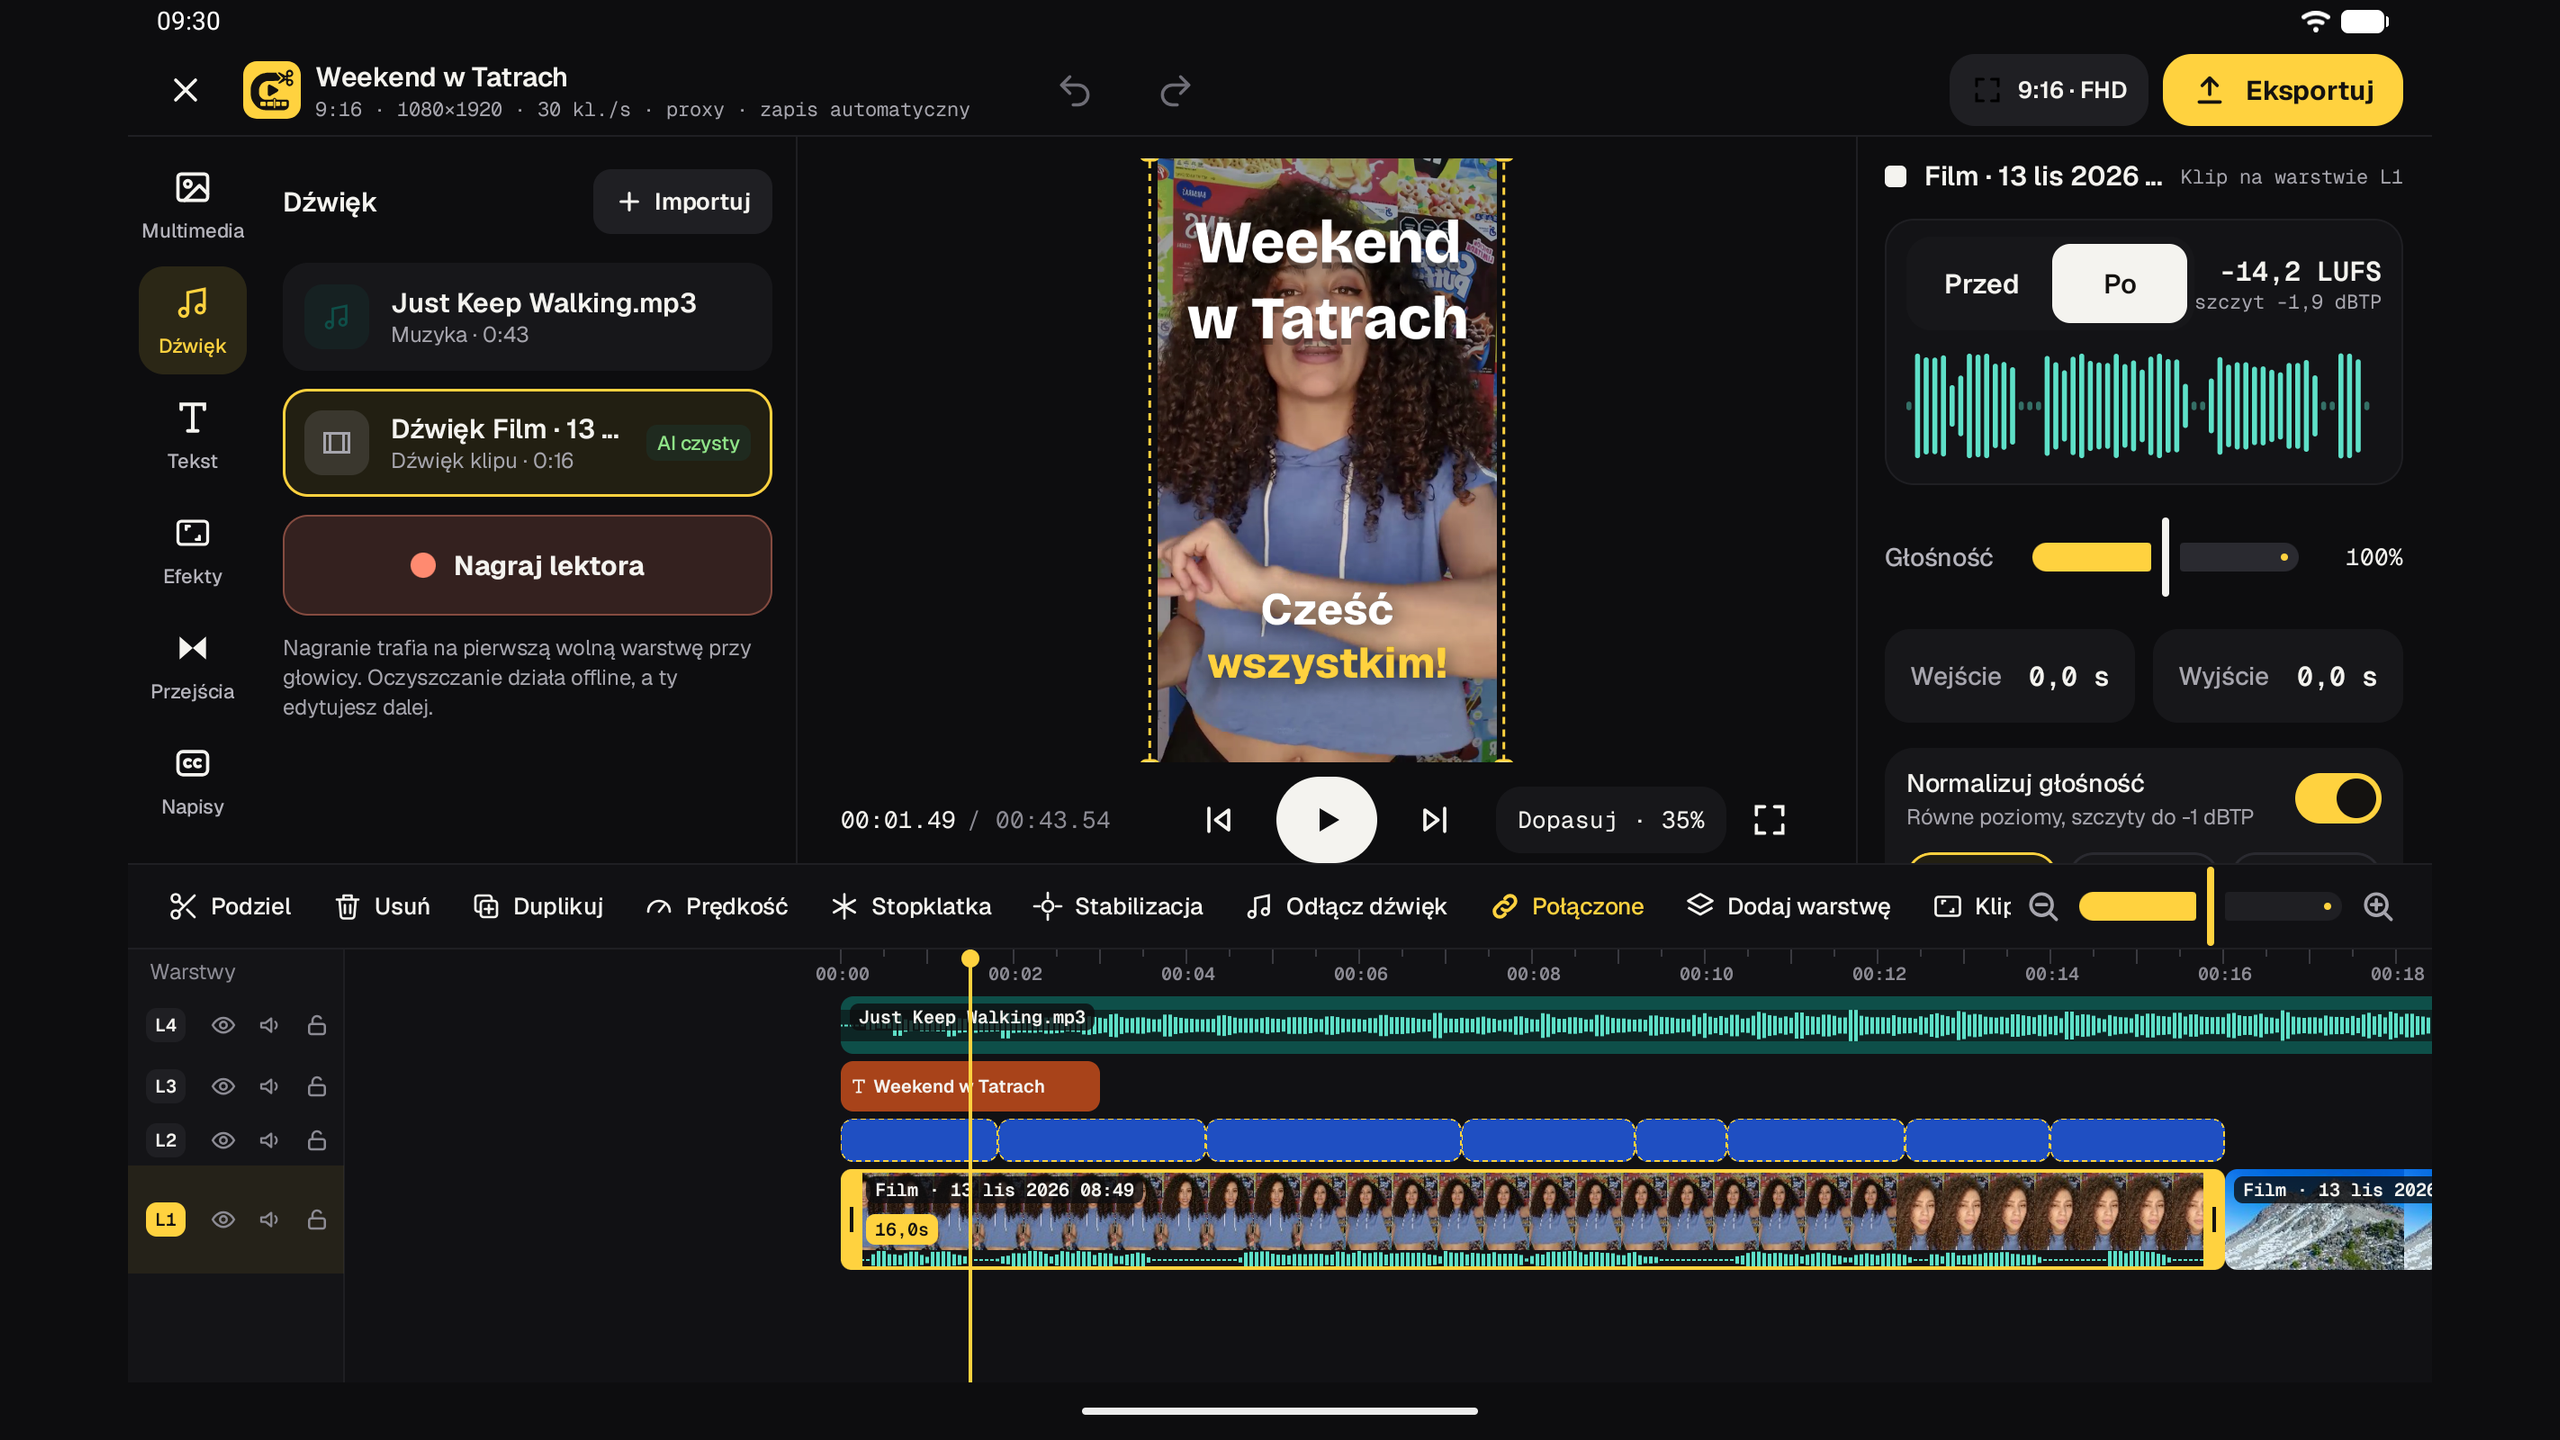 09:30
Weekend w Tatrach
9:16 · 1080×1920 · 30 kl./s · proxy · zapis automatyczny
9:16 · FHD
Eksportuj
Multimedia
Dźwięk
Tekst
Efekty
Przejścia
Napisy
Dźwięk
Importuj
Just Keep Walking.mp3
Muzyka · 0:43
Dźwięk Film · 13 ...
Dźwięk klipu · 0:16
AI czysty
Nagraj lektora
Nagranie trafia na pierwszą wolną warstwę przy
głowicy. Oczyszczanie działa offline, a ty
edytujesz dalej.
Weekend
w Tatrach
Cześć
wszystkim!
00:01.49 / 00:43.54
Dopasuj · 35%
Film · 13 lis 2026 ...
Klip na warstwie L1
Przed
Po
-14,2 LUFS
szczyt -1,9 dBTP
Głośność
100%
Wejście 0,0 s
Wyjście 0,0 s
Normalizuj głośność
Równe poziomy, szczyty do -1 dBTP
Podziel
Usuń
Duplikuj
Prędkość
Stopklatka
Stabilizacja
Odłącz dźwięk
Połączone
Dodaj warstwę
Klip
Warstwy
00:00 00:02 00:04 00:06 00:08 00:10 00:12 00:14 00:16 00:18
L4
Just Keep Walking.mp3
L3
T Weekend w Tatrach
L2
L1
Film · 13 lis 2026 08:49
16,0s
Film · 13 lis 2026